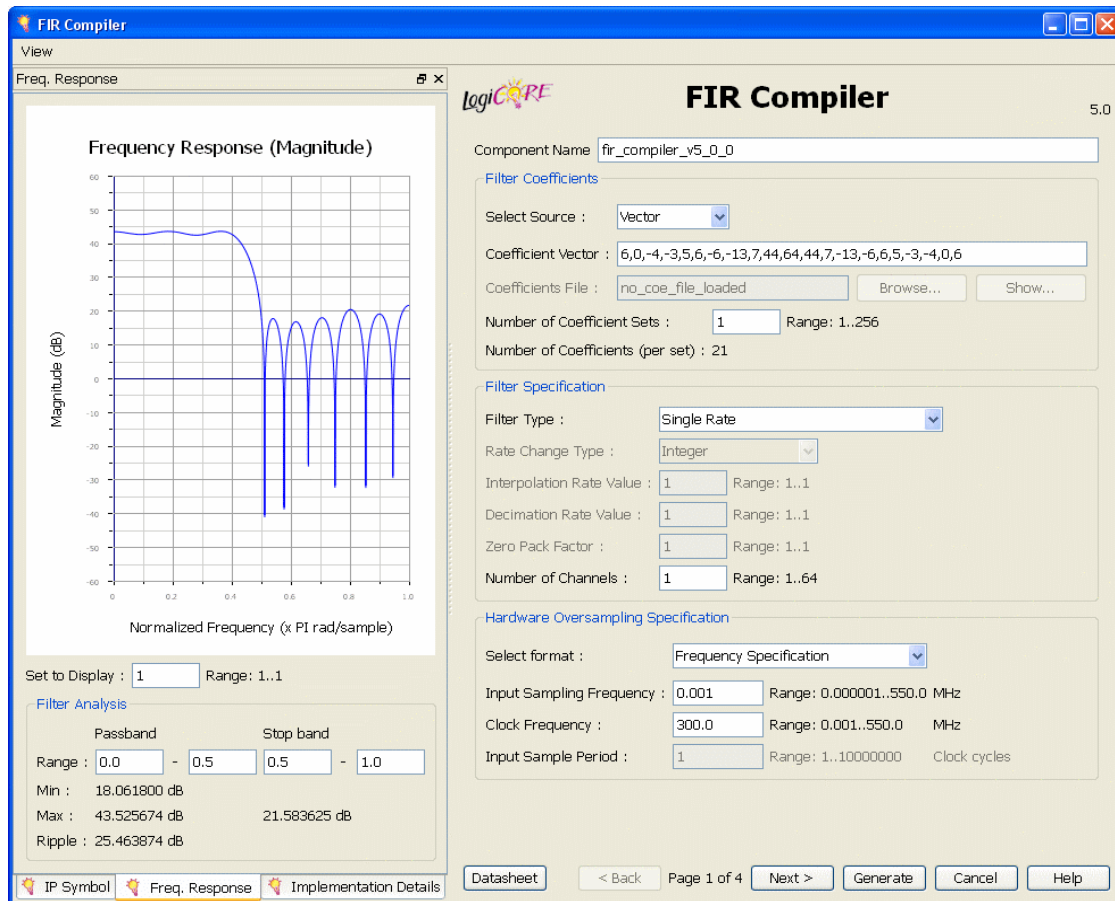 FIR Compiler
View
Freq. Response
Frequency Response (Magnitude)
60
50
40
30
20
10
0
-10
-20
-30
-40
-50
-60
Magnitude (dB)
0 0.2 0.4 0.6 0.8 1.0
Normalized Frequency (x PI rad/sample)
Set to Display : 1 Range: 1..1
Filter Analysis
Passband Stop band
Range : 0.0 - 0.5 0.5 - 1.0
Min : 18.061800 dB
Max : 43.525674 dB 21.583625 dB
Ripple : 25.463874 dB
IP Symbol Freq. Response Implementation Details
LogiCORE
FIR Compiler
5.0
Component Name fir_compiler_v5_0_0
Filter Coefficients
Select Source : Vector
Coefficient Vector : 6,0,-4,-3,5,6,-6,-13,7,44,64,44,7,-13,-6,6,5,-3,-4,0,6
Coefficients File : no_coe_file_loaded Browse... Show...
Number of Coefficient Sets : 1 Range: 1..256
Number of Coefficients (per set) : 21
Filter Specification
Filter Type : Single Rate
Rate Change Type : Integer
Interpolation Rate Value : 1 Range: 1..1
Decimation Rate Value : 1 Range: 1..1
Zero Pack Factor : 1 Range: 1..1
Number of Channels : 1 Range: 1..64
Hardware Oversampling Specification
Select format : Frequency Specification
Input Sampling Frequency : 0.001 Range: 0.000001..550.0 MHz
Clock Frequency : 300.0 Range: 0.001..550.0 MHz
Input Sample Period : 1 Range: 1..10000000 Clock cycles
Datasheet < Back Page 1 of 4 Next > Generate Cancel Help